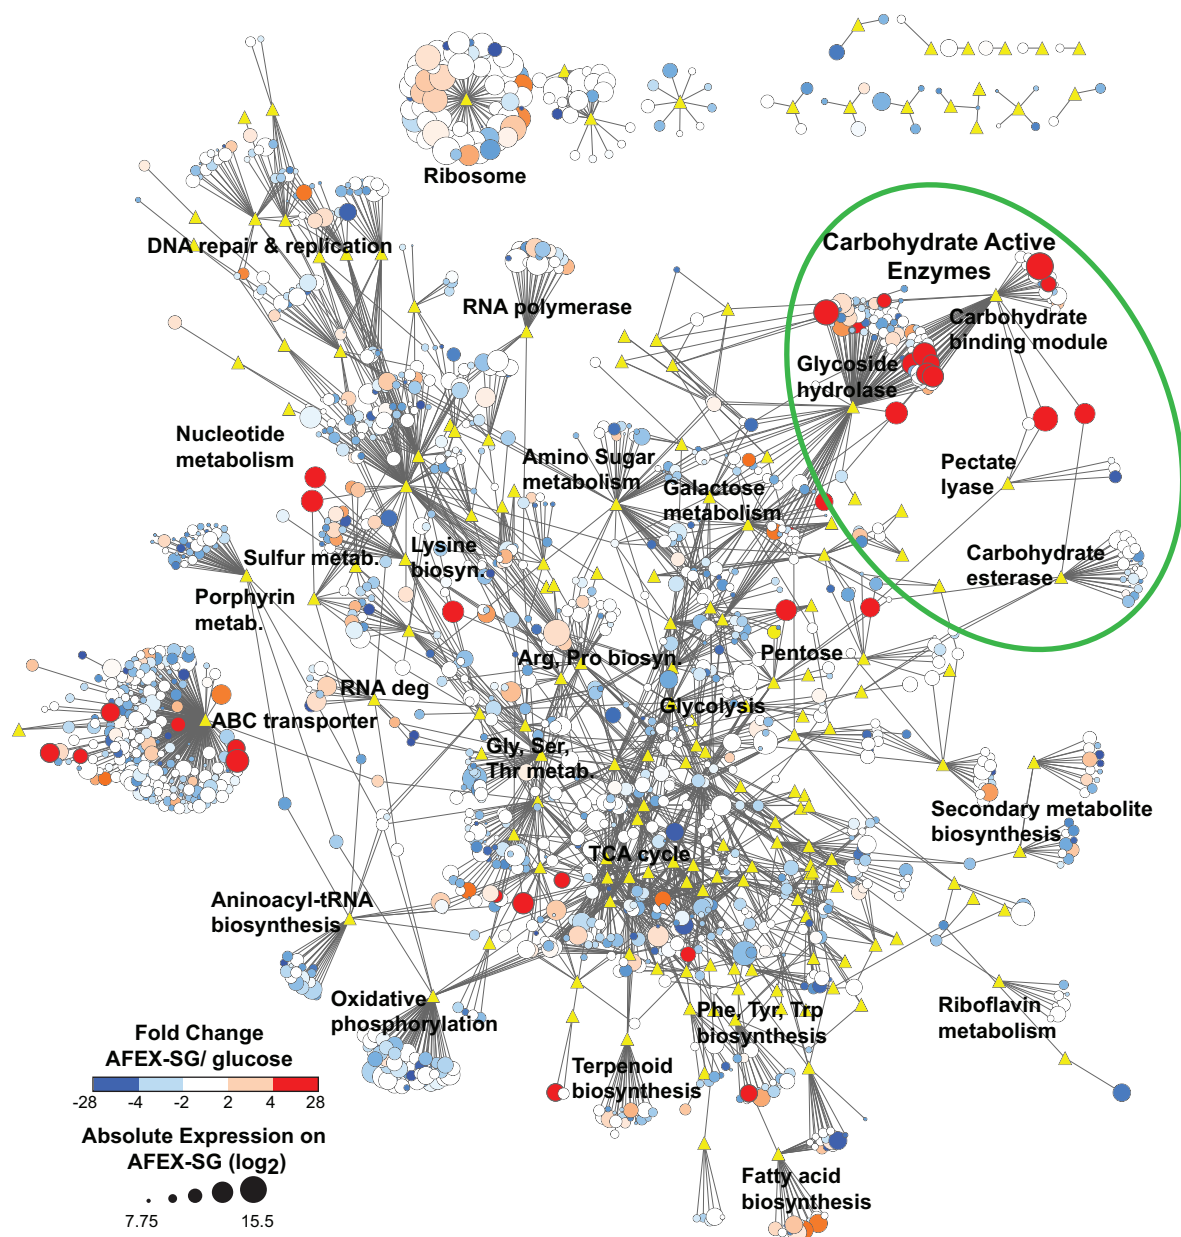 Ribosome
DNA repair & replication
Carbohydrate Active
Enzymes
RNA polymerase
Carbohydrate
binding module
Glycoside
hydrolase
Nucleotide
metabolism
Amino Sugar
metabolism
Galactose
metabolism
Pectate
lyase
Sulfur metab.
Lysine
biosyn.
Carbohydrate
esterase
Porphyrin
metab.
Arg, Pro biosyn.
Pentose
RNA deg
ABC transporter
Glycolysis
Gly, Ser,
Thr metab.
Secondary metabolite
biosynthesis
TCA cycle
Aninoacyl-tRNA
biosynthesis
Oxidative
phosphorylation
Phe, Tyr, Trp
biosynthesis
Riboflavin
metabolism
Terpenoid
biosynthesis
Fatty acid
biosynthesis
Fold Change
AFEX-SG/ glucose
-28 -4 -2 2 4 28
Absolute Expression on
AFEX-SG (log2)
7.75 15.5